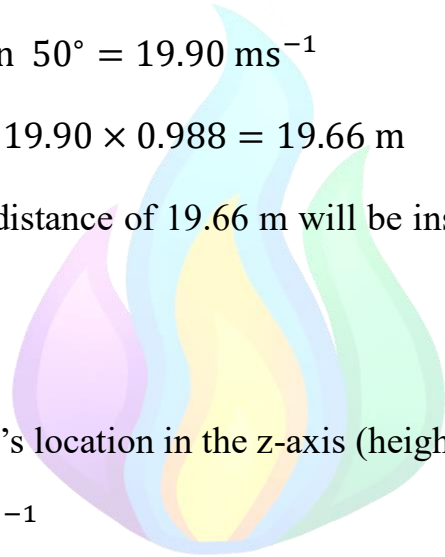 n 50° = 19.90 ms⁻¹
19.90 × 0.988 = 19.66 m
distance of 19.66 m will be ins
's location in the z-axis (heigh
⁻¹